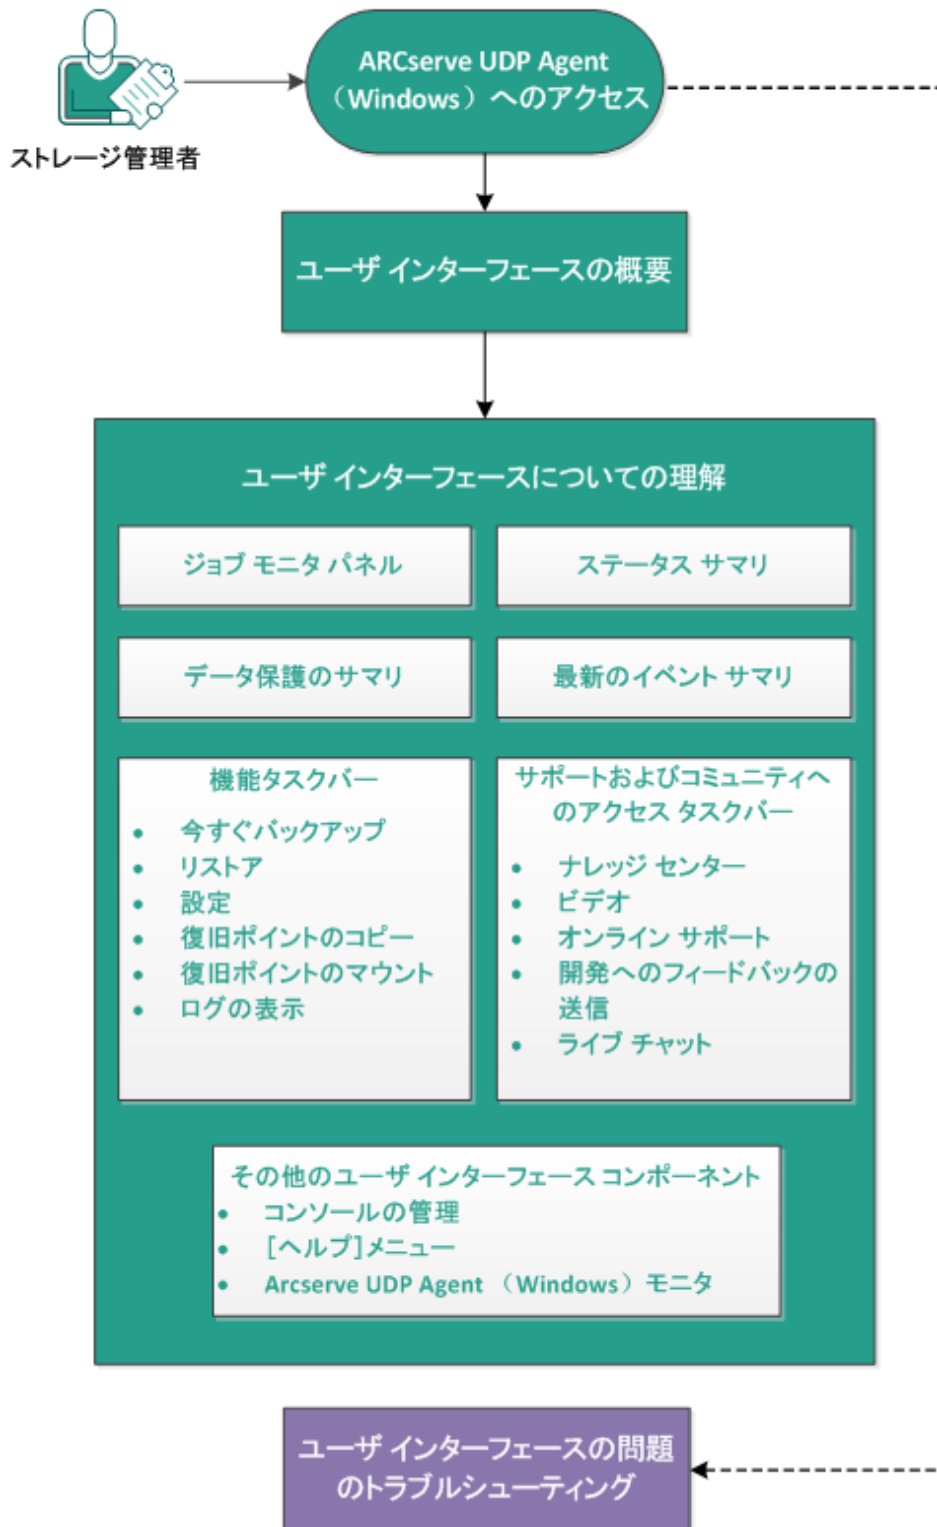 ARCserve UDP Agent
（Windows）へのアクセス
ストレージ管理者
ユーザ インターフェースの概要
ユーザ インターフェースについての理解
ジョブ モニタ パネル
ステータス サマリ
データ保護のサマリ
最新のイベント サマリ
機能タスクバー
• 今すぐバックアップ
• リストア
• 設定
• 復旧ポイントのコピー
• 復旧ポイントのマウント
• ログの表示
サポートおよびコミュニティへ
のアクセス タスクバー
• ナレッジ センター
• ビデオ
• オンライン サポート
• 開発へのフィードバックの
送信
• ライブ チャット
その他のユーザ インターフェース コンポーネント
• コンソールの管理
• ［ヘルプ］メニュー
• Arcserve UDP Agent （Windows）モニタ
ユーザ インターフェースの問題
のトラブルシューティング